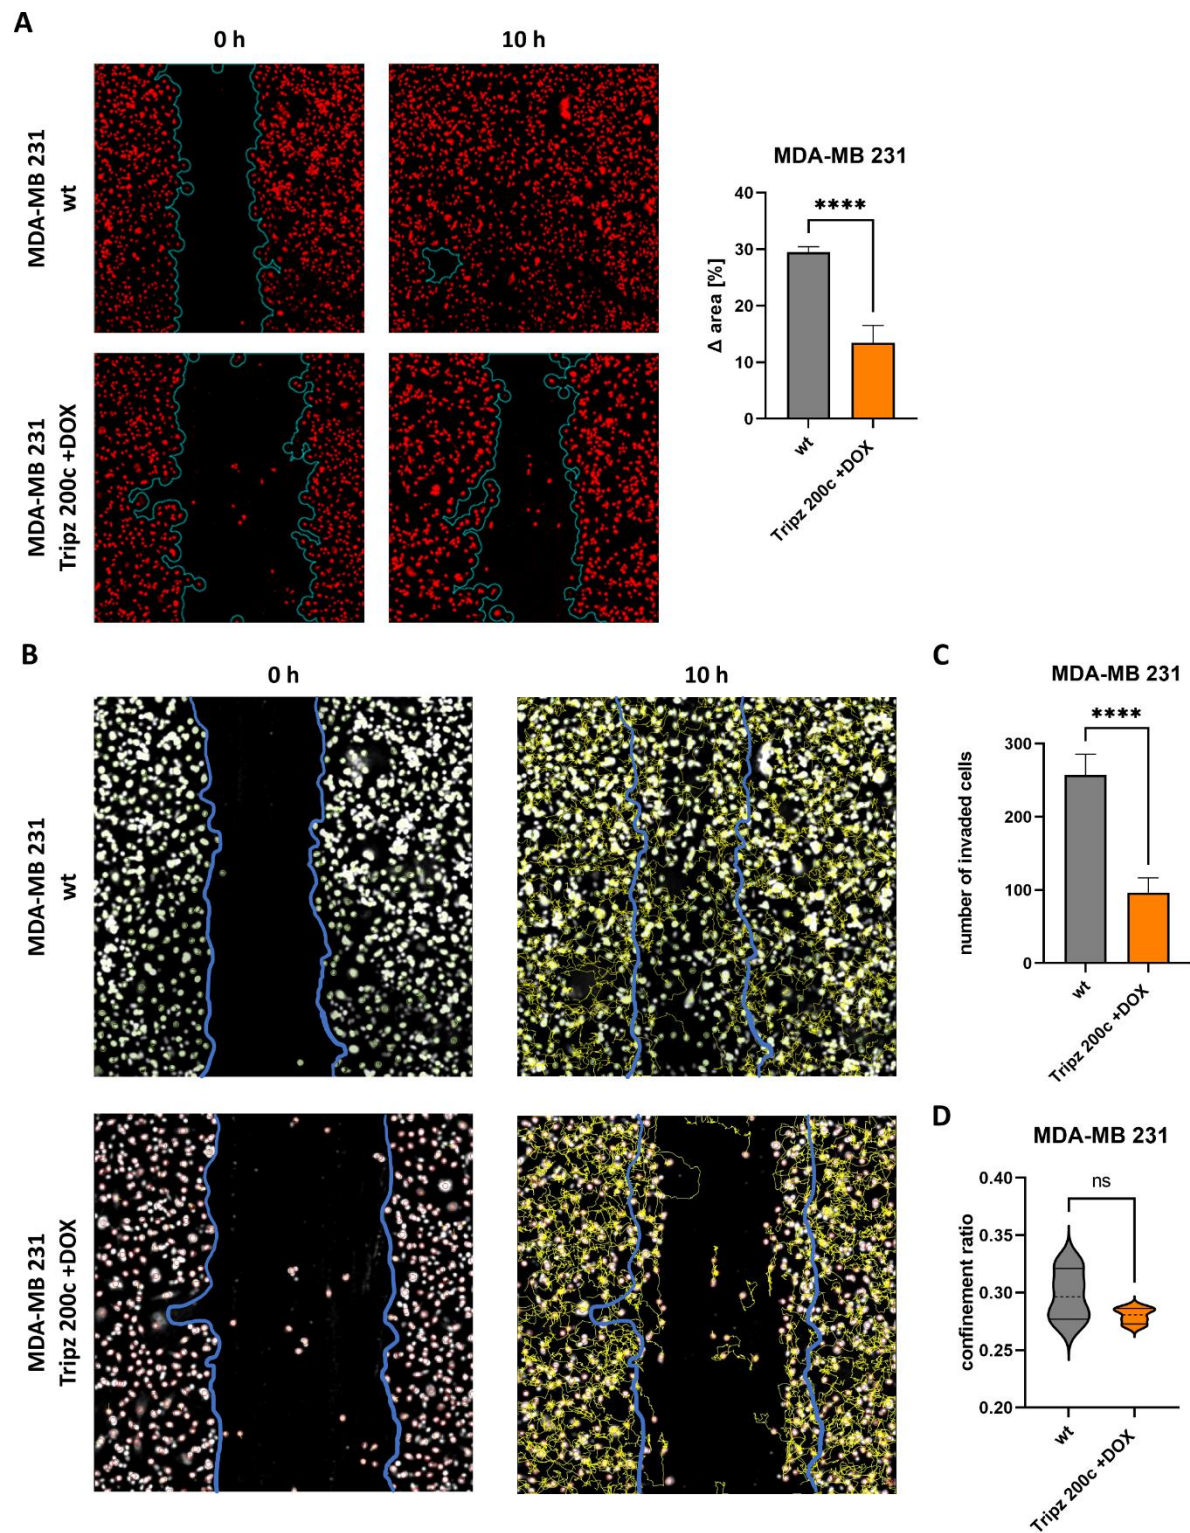 A
0 h
10 h
MDA-MB 231
wt
MDA-MB 231
Tripz 200c +DOX
MDA-MB 231
Δ area [%]
40
30
20
10
0
****
wt
Tripz 200c +DOX
B
0 h
10 h
MDA-MB 231
wt
MDA-MB 231
Tripz 200c +DOX
C
MDA-MB 231
number of invaded cells
300
200
100
0
****
wt
Tripz 200c +DOX
D
MDA-MB 231
confinement ratio
0.40
0.35
0.30
0.25
0.20
ns
wt
Tripz 200c +DOX